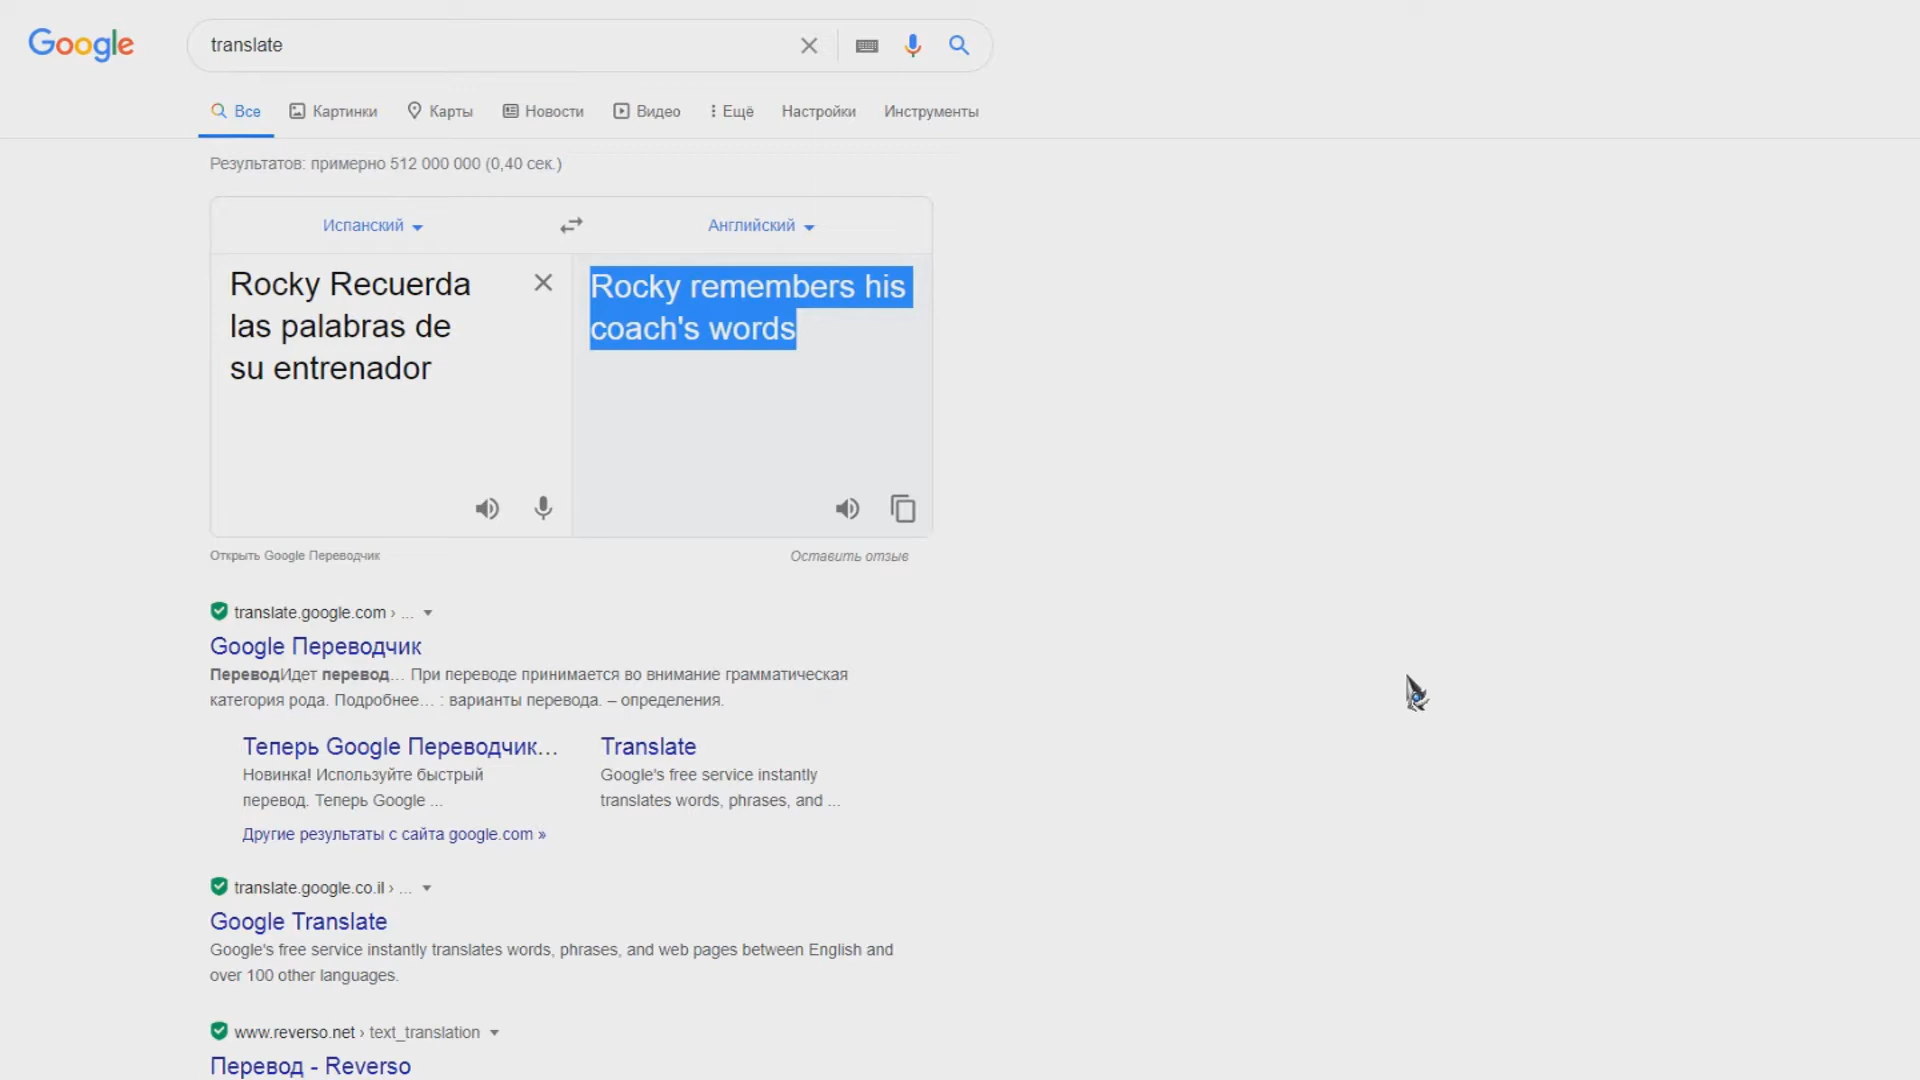 Google
translate
Все Картинки Карты Новости Видео Ещё Настройки Инструменты
Результатов: примерно 512 000 000 (0,40 сек.)
Испанский Английский
Rocky Recuerda
las palabras de
su entrenador
Rocky remembers his
coach's words
Открыть Google Переводчик Оставить отзыв
translate.google.com › ...
Google Переводчик
ПереводИдет перевод... При переводе принимается во внимание грамматическая
категория рода. Подробнее... : варианты перевода. – определения.
Теперь Google Переводчик...
Новинка! Используйте быстрый
перевод. Теперь Google ...
Translate
Google's free service instantly
translates words, phrases, and ...
Другие результаты с сайта google.com »
translate.google.co.il › ...
Google Translate
Google's free service instantly translates words, phrases, and web pages between English and
over 100 other languages.
www.reverso.net › text_translation
Перевод - Reverso